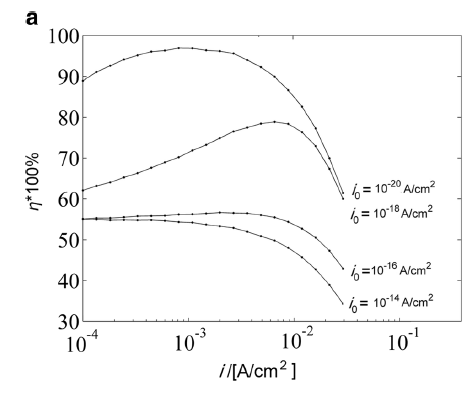 a
100
90
80
70
60
50
40
30
η*100%
i₀ = 10⁻²⁰ A/cm²
i₀ = 10⁻¹⁸ A/cm²
i₀=10⁻¹⁶ A/cm²
i₀ = 10⁻¹⁴ A/cm²
10⁻⁴ 10⁻³ 10⁻² 10⁻¹
i /[A/cm² ]